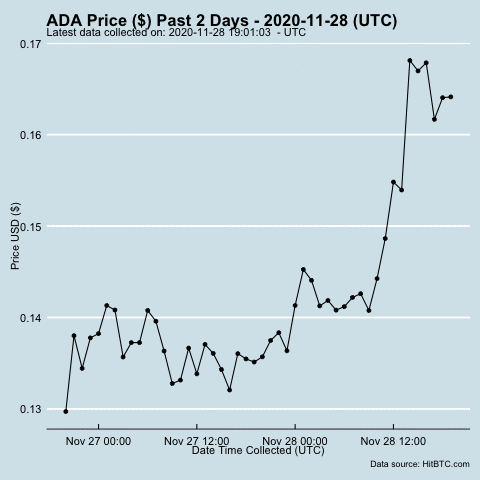 ADA Price ($) Past 2 Days - 2020-11-28 (UTC)
Latest data collected on: 2020-11-28 19:01:03  - UTC
0.17
0.16
0.15
0.14
0.13
Price USD ($)
Nov 27 00:00 Nov 27 12:00 Nov 28 00:00 Nov 28 12:00
Date Time Collected (UTC)
Data source: HitBTC.com